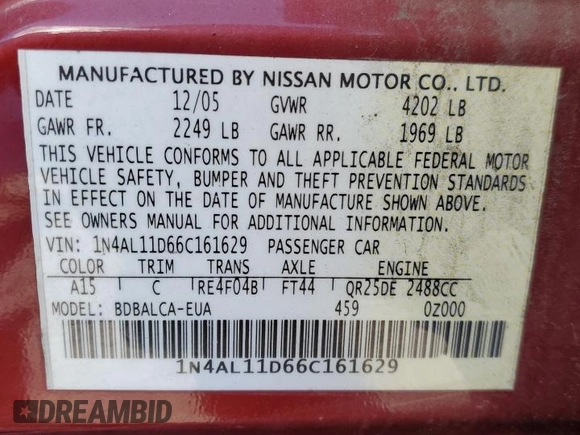 MANUFACTURED BY NISSAN MOTOR CO., LTD.
DATE 12/05 GVWR 4202 LB
GAWR FR. 2249 LB GAWR RR. 1969 LB
THIS VEHICLE CONFORMS TO ALL APPLICABLE FEDERAL MOTOR
VEHICLE SAFETY, BUMPER AND THEFT PREVENTION STANDARDS
IN EFFECT ON THE DATE OF MANUFACTURE SHOWN ABOVE.
SEE OWNERS MANUAL FOR ADDITIONAL INFORMATION.
VIN: 1N4AL11D66C161629 PASSENGER CAR
COLOR TRIM TRANS AXLE ENGINE
A15 C RE4F04B FT44 QR25DE 2488CC
MODEL: BDBALCA-EUA 459 0Z000
1N4AL11D66C161629
DREAMBID